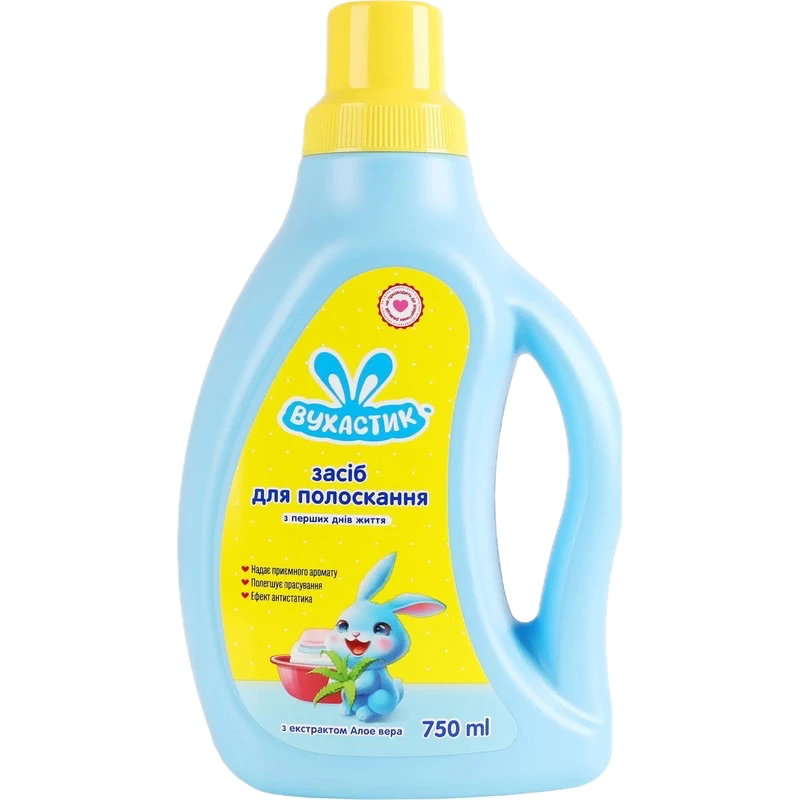 ВУХАСТИК
засіб
для полоскання
з перших днів життя
Надає приємного аромату
Полегшує прасування
Ефект антистатика
з екстрактом Алое вера
750 ml